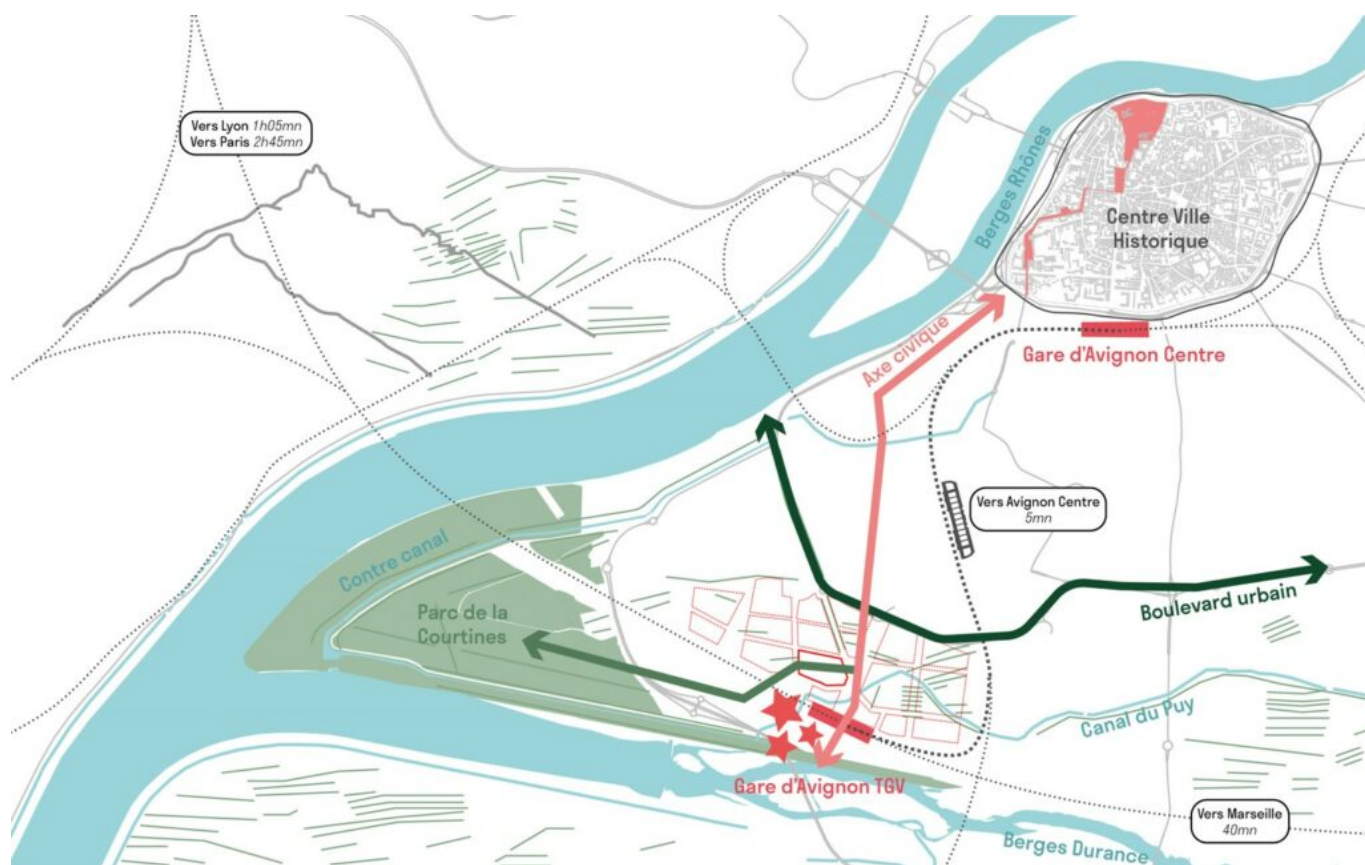 Vers Lyon 1h05mn
Vers Paris 2h45mn
Berges Rhônes
Centre Ville
Historique
Axe civique
Gare d'Avignon Centre
Vers Avignon Centre
5mn
Contre canal
Parc de la
Courtines
Boulevard urbain
Canal du Puy
Gare d'Avignon TGV
Vers Marseille
40mn
Berges Durance